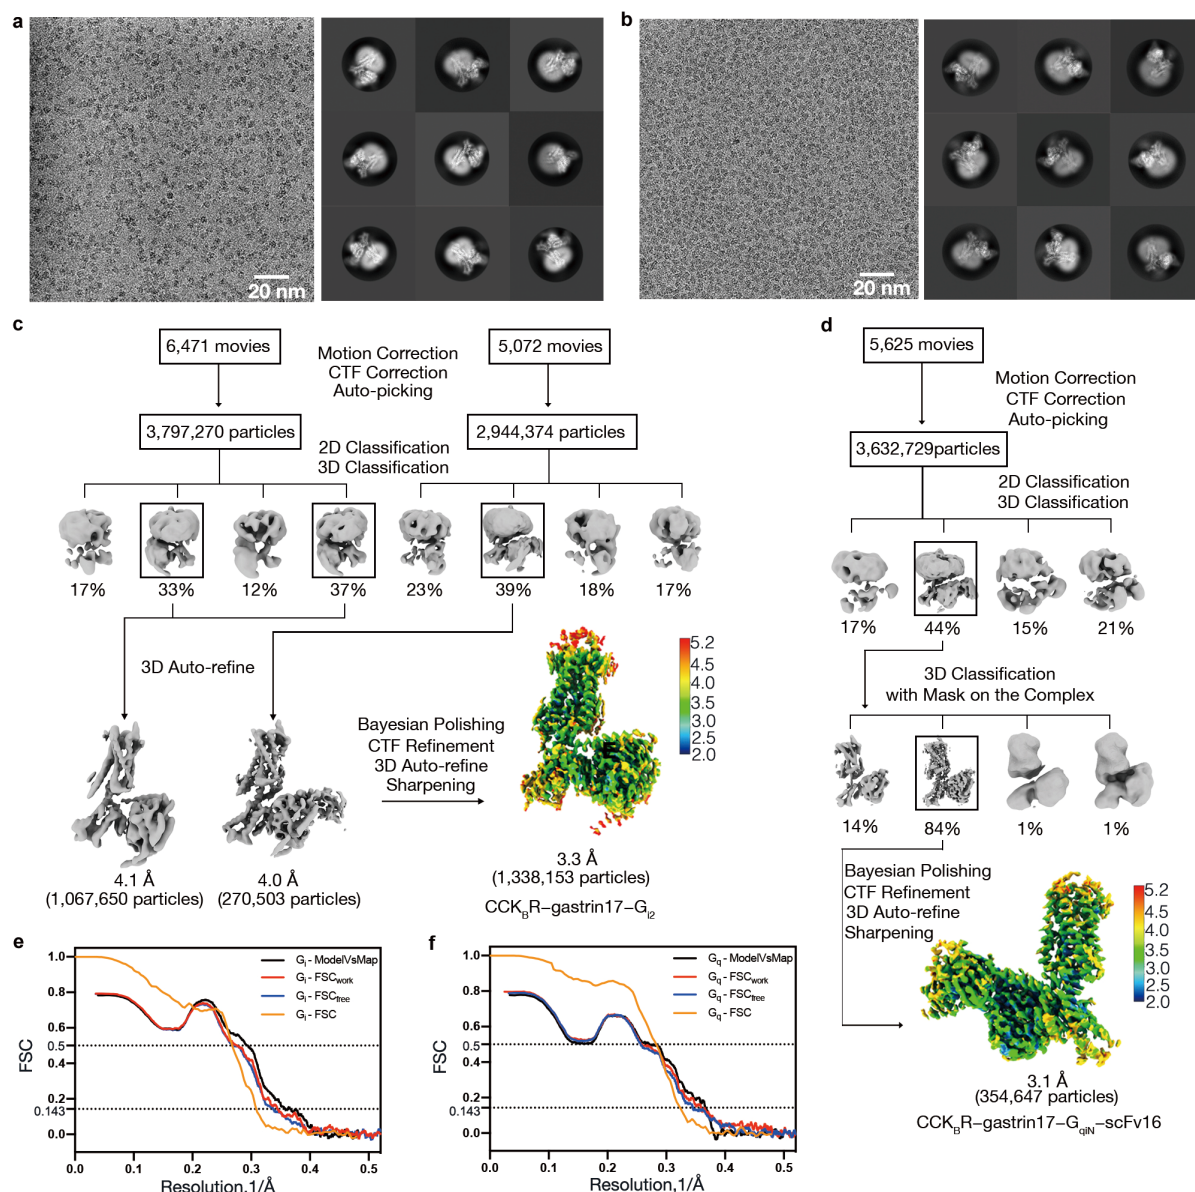 a
20 nm
b
20 nm
c
6,471 movies
5,072 movies
Motion Correction
CTF Correction
Auto-picking
3,797,270 particles
2,944,374 particles
2D Classification
3D Classification
17%
33%
12%
37%
23%
39%
18%
17%
3D Auto-refine
Bayesian Polishing
CTF Refinement
3D Auto-refine
Sharpening
5.2
4.5
4.0
3.5
3.0
2.5
2.0
4.1 Å
(1,067,650 particles)
4.0 Å
(270,503 particles)
3.3 Å
(1,338,153 particles)
CCKBR–gastrin17–Gi2
d
5,625 movies
Motion Correction
CTF Correction
Auto-picking
3,632,729particles
2D Classification
3D Classification
17%
44%
15%
21%
3D Classification
with Mask on the Complex
14%
84%
1%
1%
Bayesian Polishing
CTF Refinement
3D Auto-refine
Sharpening
5.2
4.5
4.0
3.5
3.0
2.5
2.0
3.1 Å
(354,647 particles)
CCKBR–gastrin17–GqiN–scFv16
e
1.0
0.8
0.6
0.5
0.4
0.2
0.143
0.0
FSC
Gi - ModelVsMap
Gi - FSCwork
Gi - FSCfree
Gi - FSC
0.0
0.1
0.2
0.3
0.4
0.5
Resolution,1/Å
f
1.0
0.8
0.6
0.5
0.4
0.2
0.143
0.0
FSC
Gq - ModelVsMap
Gq - FSCwork
Gq - FSCfree
Gq - FSC
0.0
0.1
0.2
0.3
0.4
0.5
Resolution,1/Å